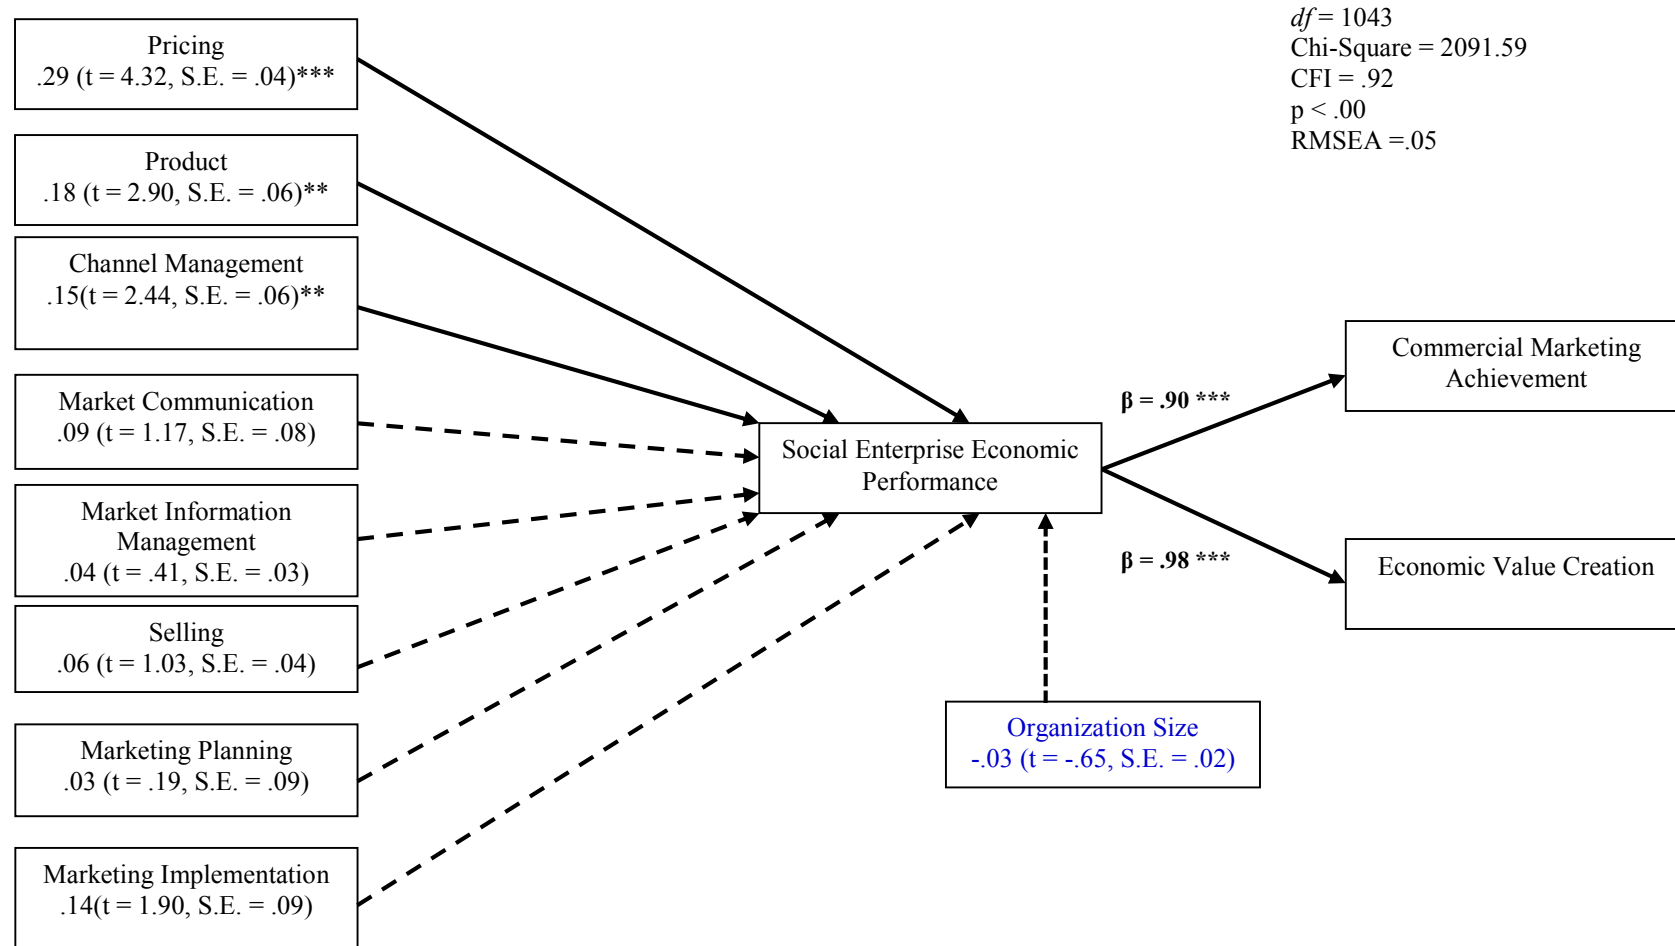 Pricing
.29 (t = 4.32, S.E. = .04)***
Product
.18 (t = 2.90, S.E. = .06)**
Channel Management
.15(t = 2.44, S.E. = .06)**
Market Communication
.09 (t = 1.17, S.E. = .08)
Market Information
Management
.04 (t = .41, S.E. = .03)
Selling
.06 (t = 1.03, S.E. = .04)
Marketing Planning
.03 (t = .19, S.E. = .09)
Marketing Implementation
.14(t = 1.90, S.E. = .09)
Social Enterprise Economic
Performance
Organization Size
-.03 (t = -.65, S.E. = .02)
β = .90 ***
β = .98 ***
Commercial Marketing
Achievement
Economic Value Creation
df = 1043
Chi-Square = 2091.59
CFI = .92
p < .00
RMSEA =.05